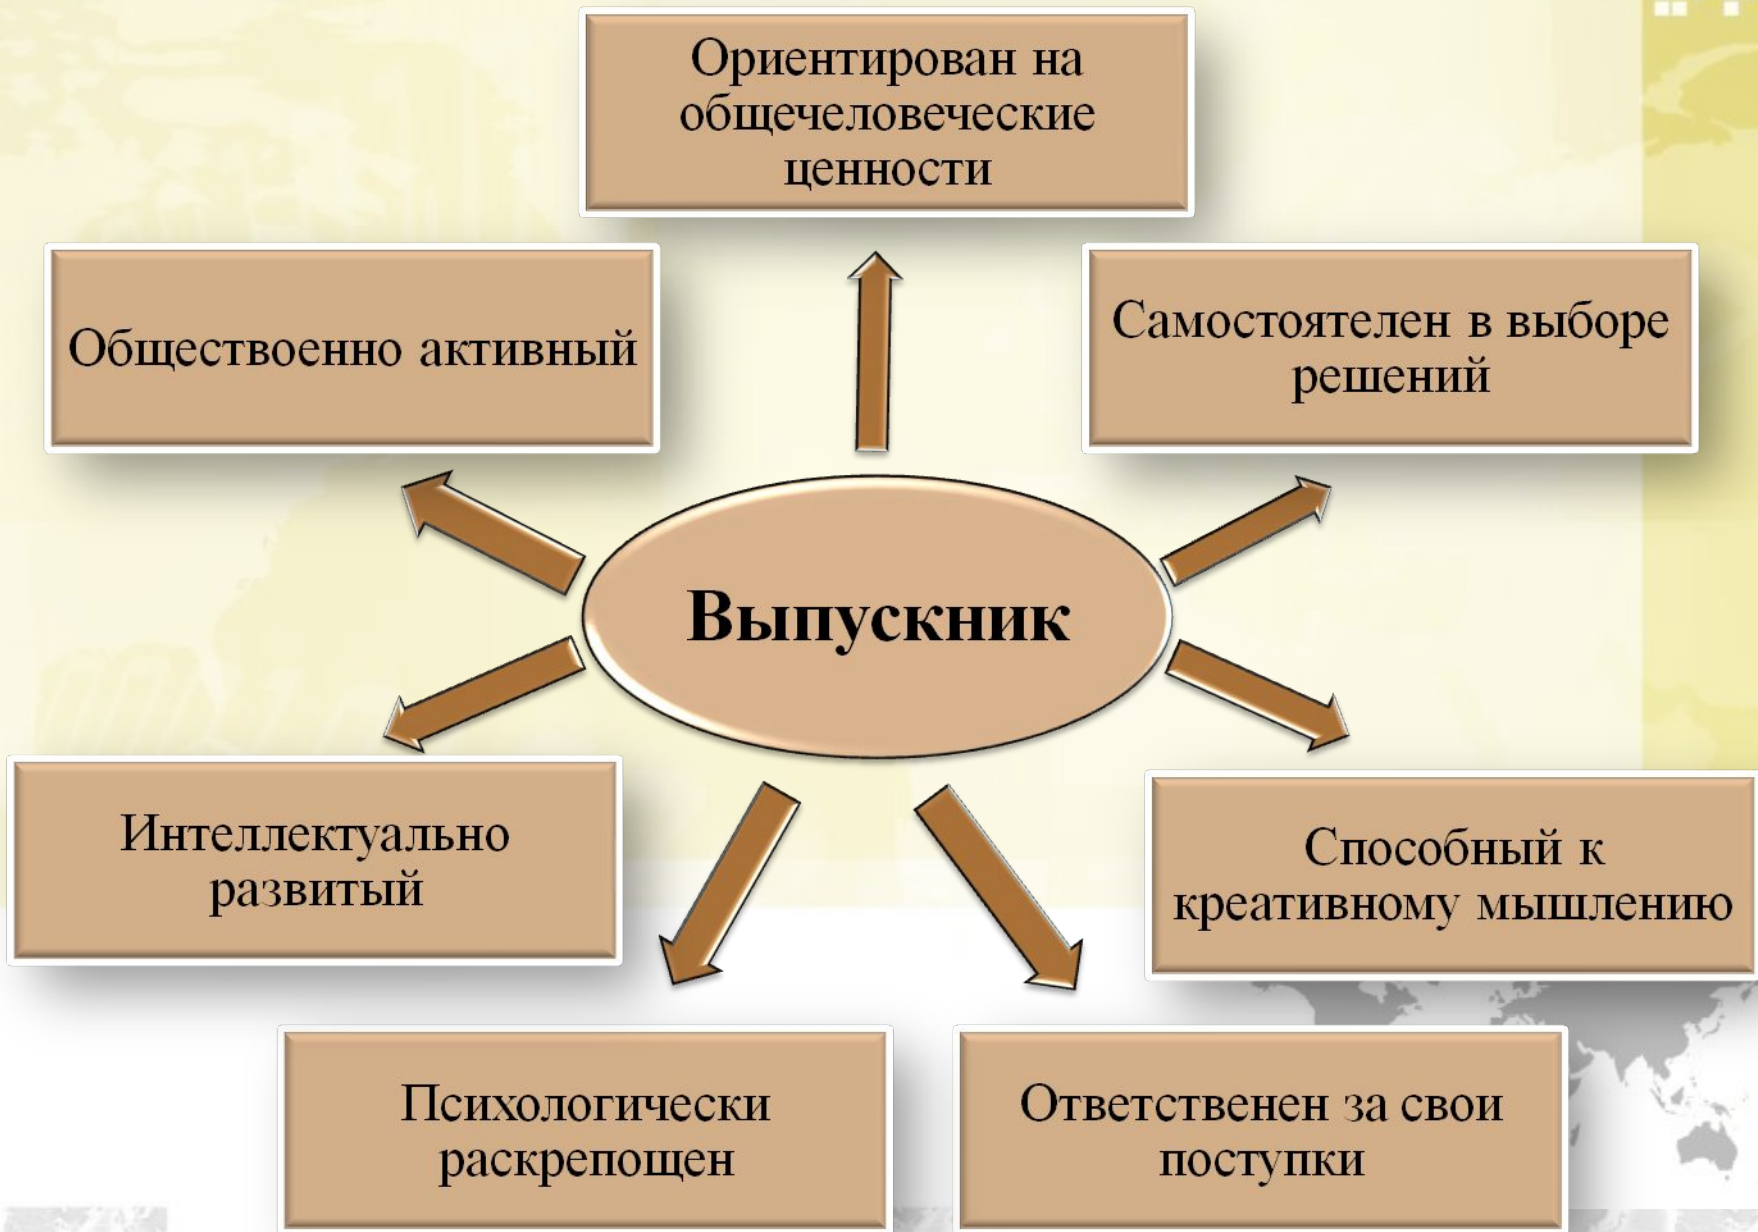 Ориентирован на
общечеловеческие
ценности
Обществоенно активный
Самостоятелен в выборе
решений
Выпускник
Интеллектуально
развитый
Способный к
креативному мышлению
Психологически
раскрепощен
Ответственен за свои
поступки